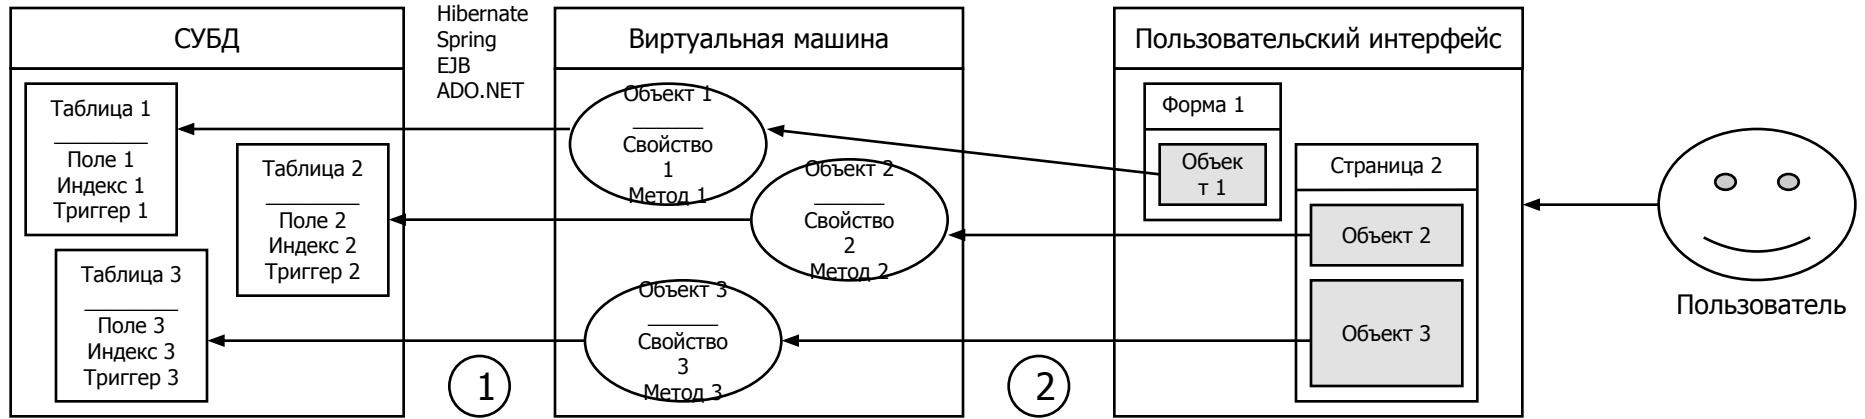 СУБД
Таблица 1
Поле 1
Индекс 1
Триггер 1
Таблица 2
Поле 2
Индекс 2
Триггер 2
Таблица 3
Поле 3
Индекс 3
Триггер 3
Hibernate
Spring
EJB
ADO.NET
1
Виртуальная машина
Объект 1
Свойство
1
Метод 1
Объект 2
Свойство
2
Метод 2
Объект 3
Свойство
3
Метод 3
2
Пользовательский интерфейс
Форма 1
Объек
т 1
Страница 2
Объект 2
Объект 3
Пользователь